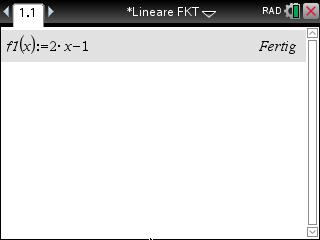 1.1 *Lineare FKT RAD
f1(x):=2·x−1 Fertig